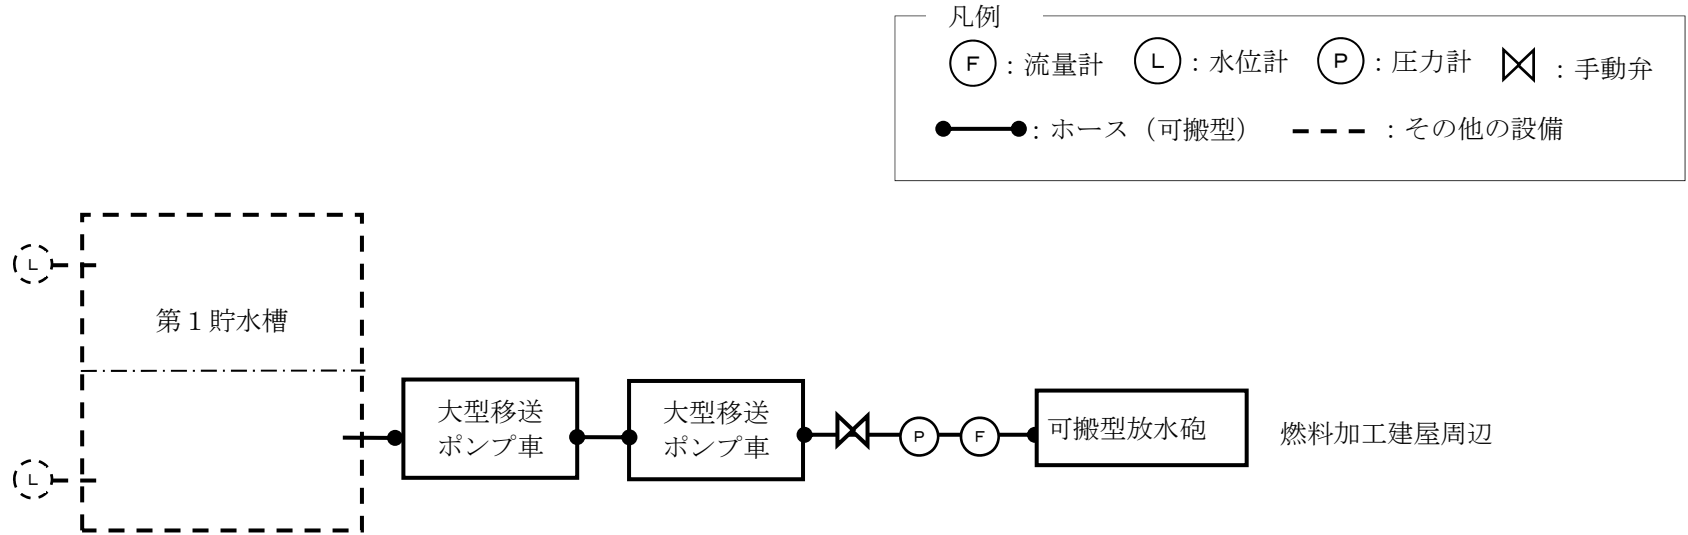 凡例
F：流量計 L：水位計 P：圧力計 ：手動弁
：ホース（可搬型） ：その他の設備
L
第１貯水槽
大型移送
ポンプ車
大型移送
ポンプ車
P
F
可搬型放水砲
燃料加工建屋周辺
L